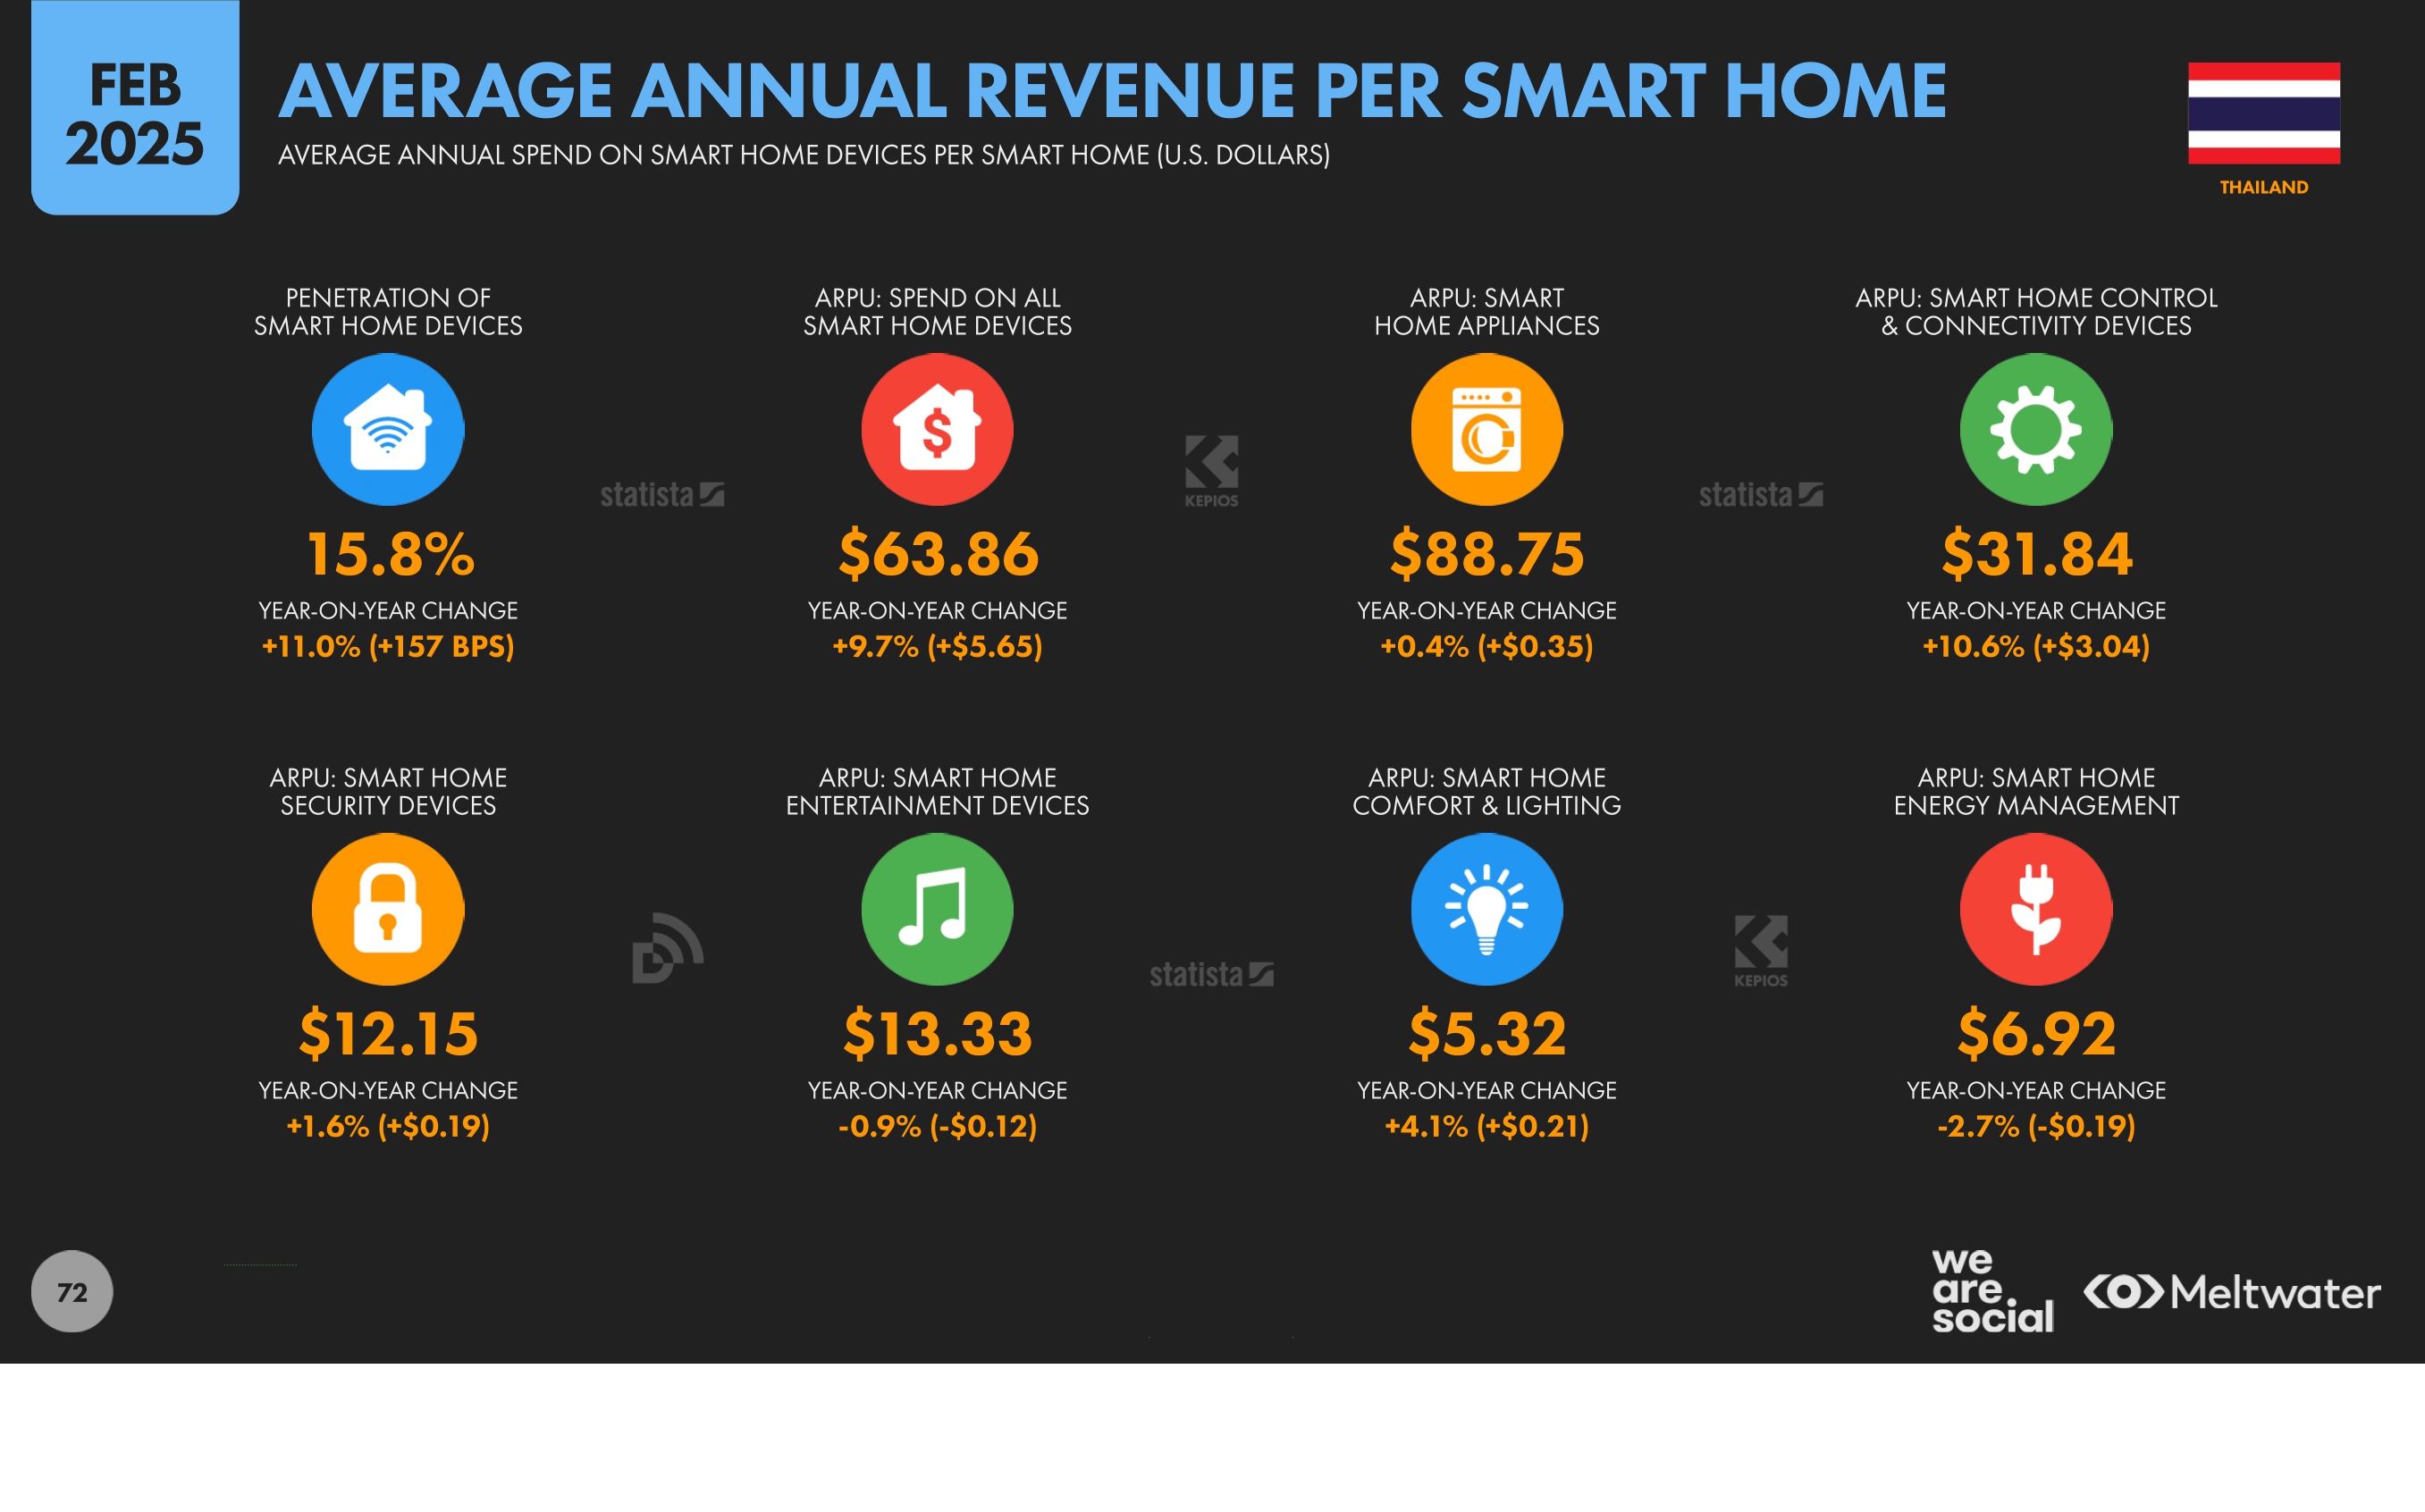 FEB
2025
AVERAGE ANNUAL REVENUE PER SMART HOME
AVERAGE ANNUAL SPEND ON SMART HOME DEVICES PER SMART HOME (U.S. DOLLARS)
THAILAND
PENETRATION OF
SMART HOME DEVICES
15.8%
YEAR-ON-YEAR CHANGE
+11.0% (+157 BPS)
statista
ARPU: SPEND ON ALL
SMART HOME DEVICES
$63.86
YEAR-ON-YEAR CHANGE
+9.7% (+$5.65)
KEPIOS
ARPU: SMART
HOME APPLIANCES
$88.75
YEAR-ON-YEAR CHANGE
+0.4% (+$0.35)
statista
ARPU: SMART HOME CONTROL
& CONNECTIVITY DEVICES
$31.84
YEAR-ON-YEAR CHANGE
+10.6% (+$3.04)
ARPU: SMART HOME
SECURITY DEVICES
$12.15
YEAR-ON-YEAR CHANGE
+1.6% (+$0.19)
ARPU: SMART HOME
ENTERTAINMENT DEVICES
$13.33
YEAR-ON-YEAR CHANGE
-0.9% (-$0.12)
statista
ARPU: SMART HOME
COMFORT & LIGHTING
$5.32
YEAR-ON-YEAR CHANGE
+4.1% (+$0.21)
KEPIOS
ARPU: SMART HOME
ENERGY MANAGEMENT
$6.92
YEAR-ON-YEAR CHANGE
-2.7% (-$0.19)
72
we
are
social
Meltwater